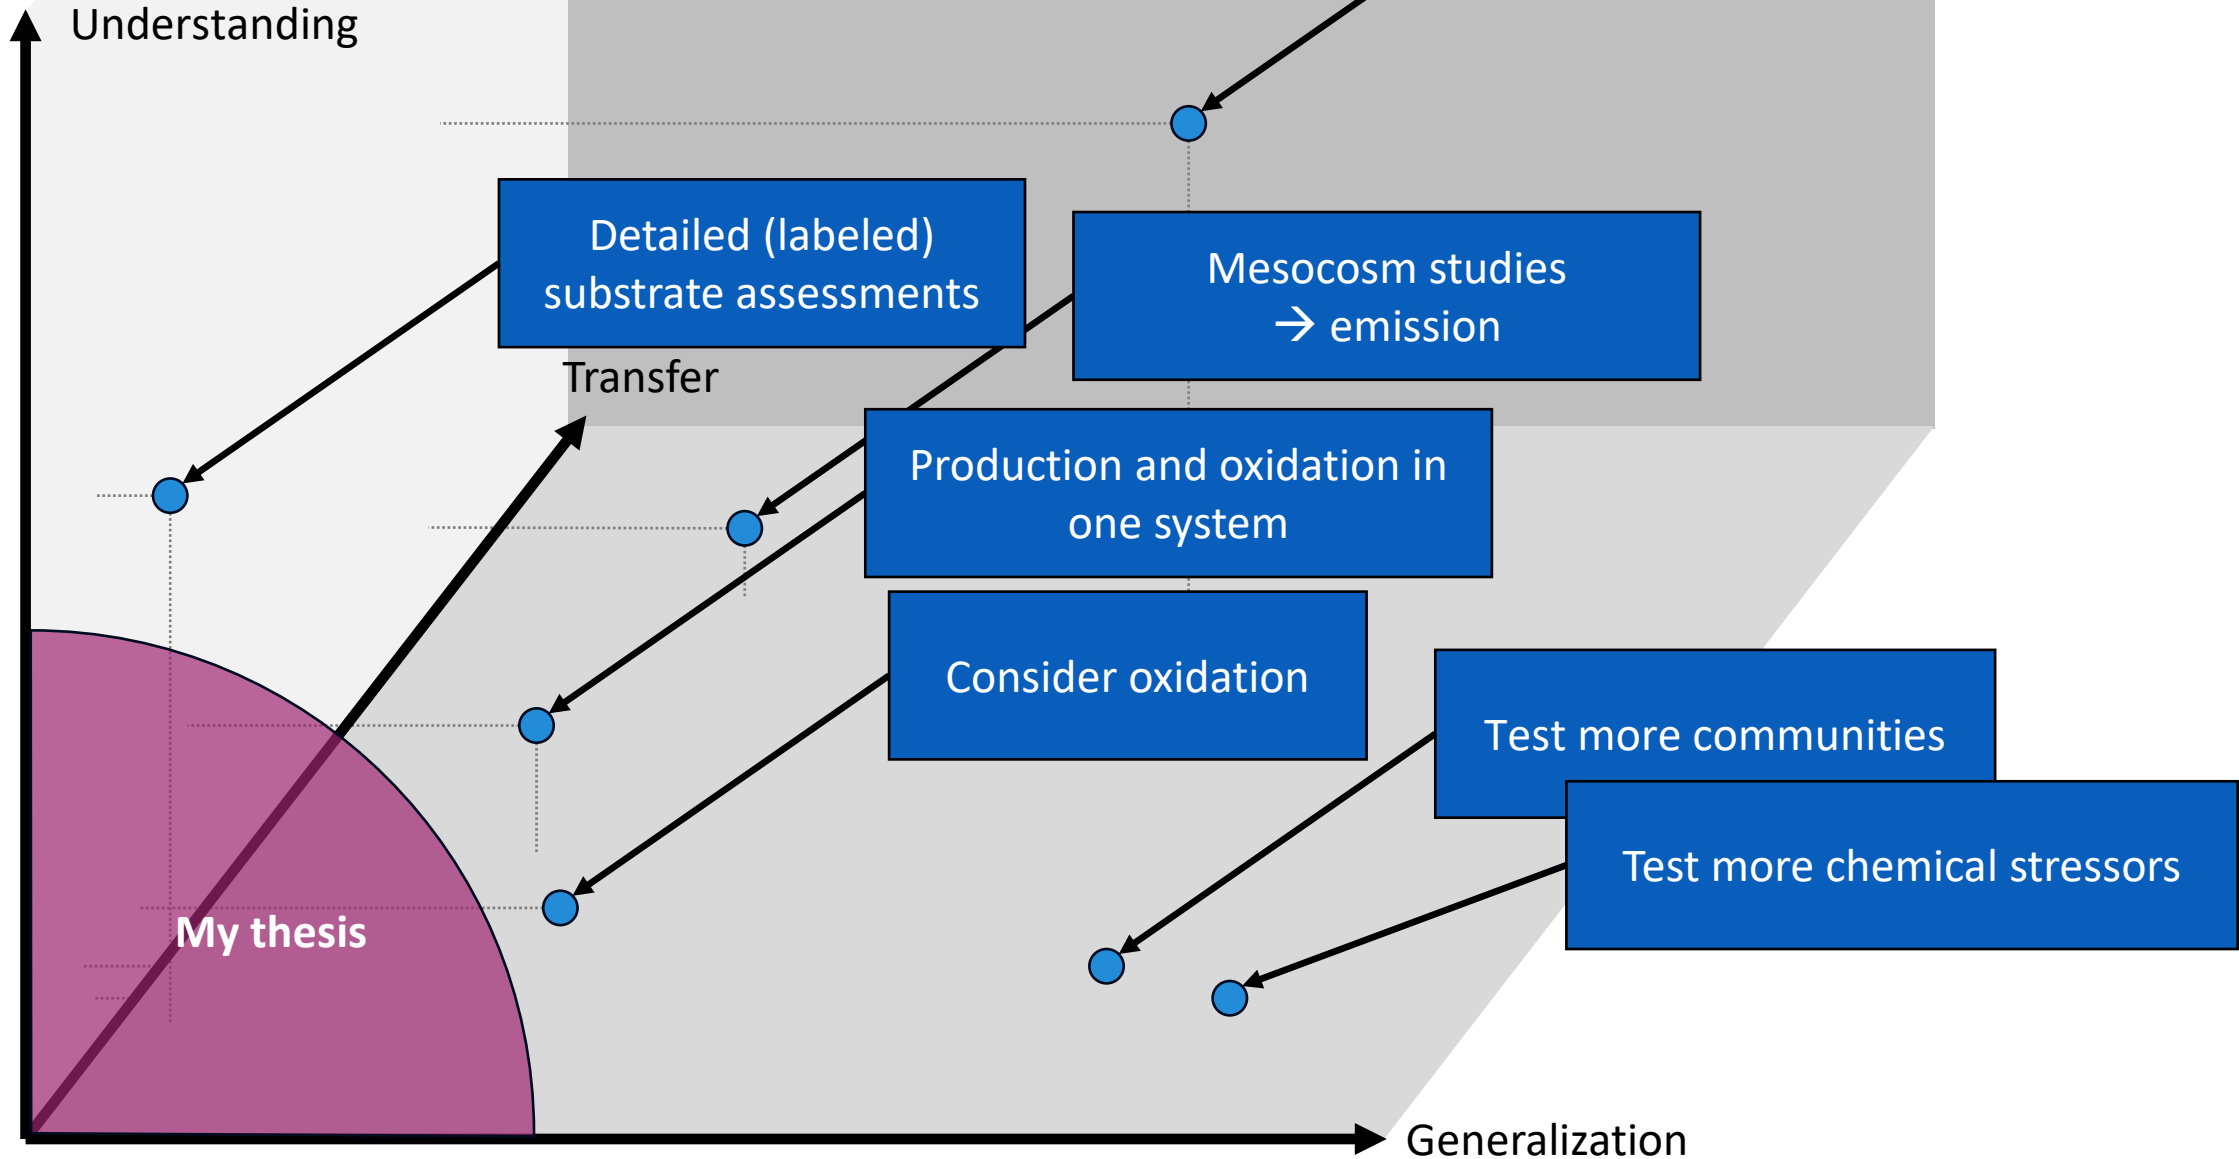 Understanding
Detailed (labeled)
substrate assessments
Mesocosm studies
→ emission
Transfer
Production and oxidation in
one system
Consider oxidation
Test more communities
Test more chemical stressors
My thesis
Generalization